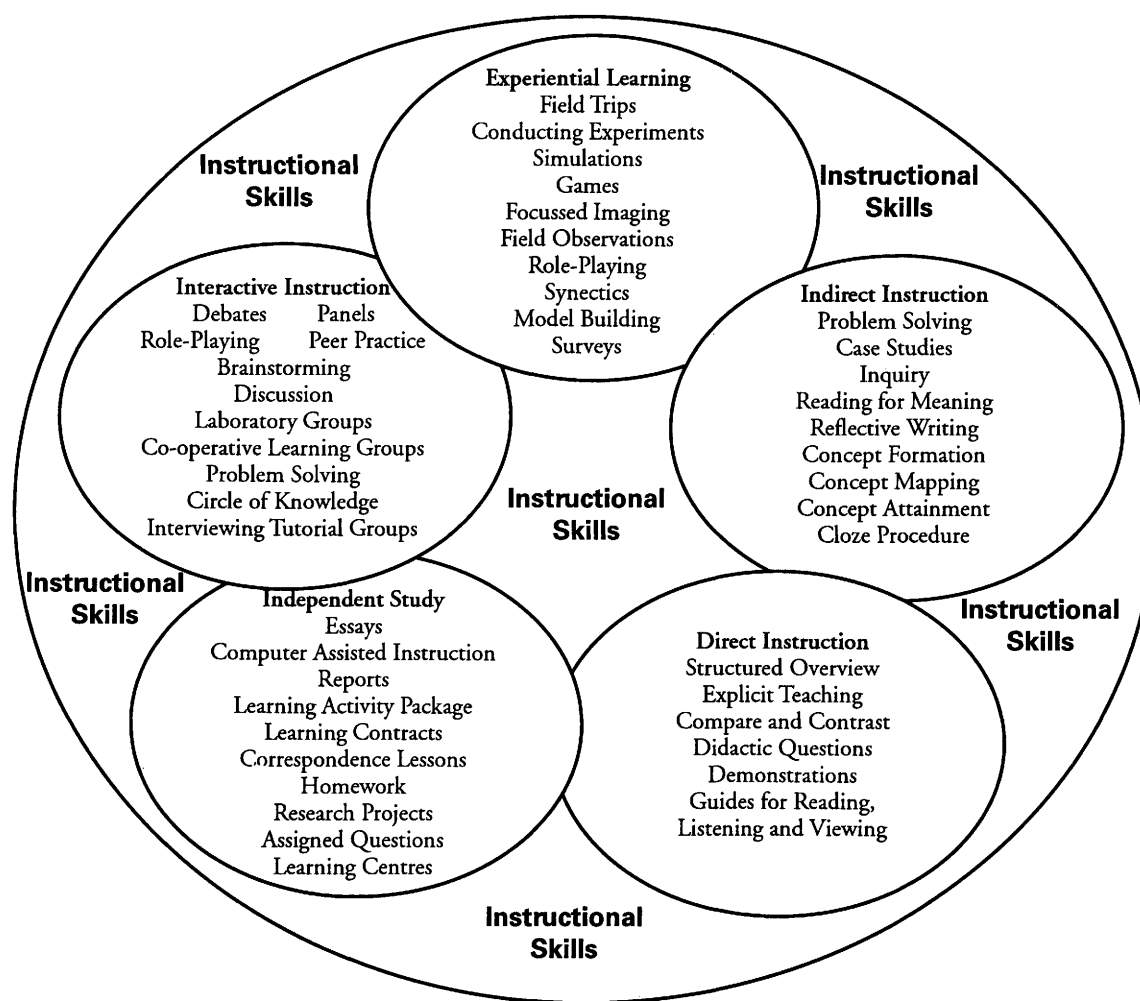 Experiential Learning
Field Trips
Conducting Experiments
Simulations
Games
Focussed Imaging
Field Observations
Role-Playing
Synectics
Model Building
Surveys
Instructional
Skills
Instructional
Skills
Interactive Instruction
Debates Panels
Role-Playing Peer Practice
Brainstorming
Discussion
Laboratory Groups
Co-operative Learning Groups
Problem Solving
Circle of Knowledge
Interviewing Tutorial Groups
Indirect Instruction
Problem Solving
Case Studies
Inquiry
Reading for Meaning
Reflective Writing
Concept Formation
Concept Mapping
Concept Attainment
Cloze Procedure
Instructional
Skills
Instructional
Skills
Independent Study
Essays
Computer Assisted Instruction
Reports
Learning Activity Package
Learning Contracts
Correspondence Lessons
Homework
Research Projects
Assigned Questions
Learning Centres
Direct Instruction
Structured Overview
Explicit Teaching
Compare and Contrast
Didactic Questions
Demonstrations
Guides for Reading,
Listening and Viewing
Instructional
Skills
Instructional
Skills